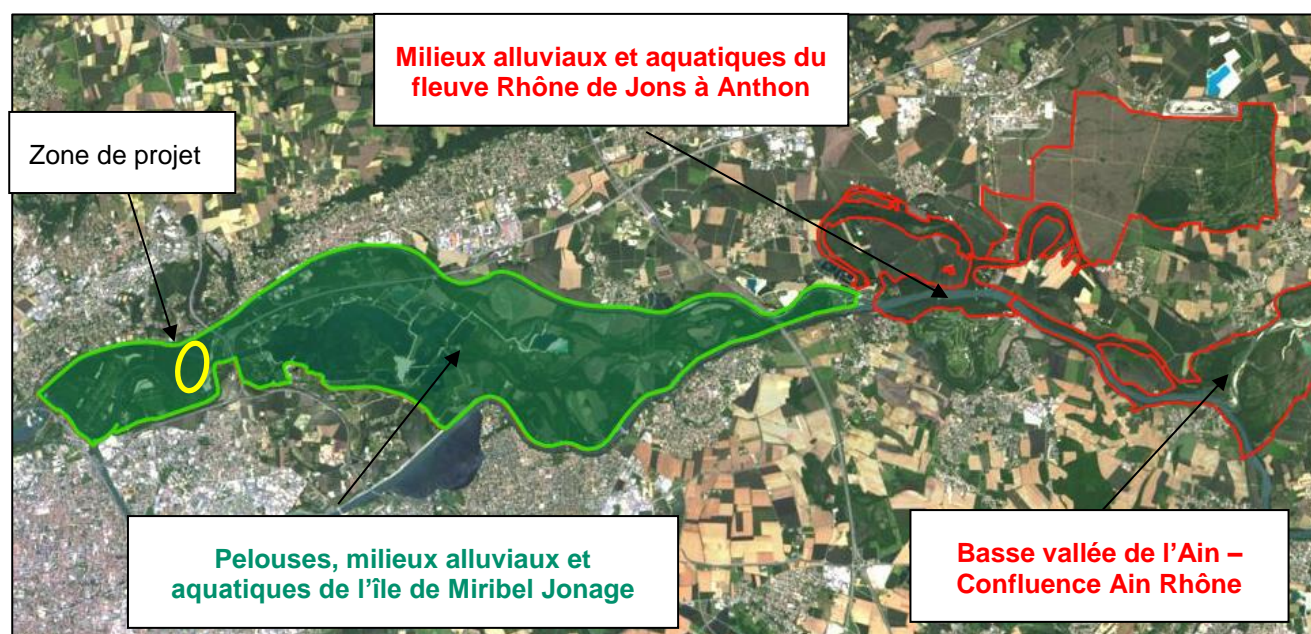 Milieux alluviaux et aquatiques du
fleuve Rhône de Jons à Anthon
Zone de projet
Pelouses, milieux alluviaux et
aquatiques de l’île de Miribel Jonage
Basse vallée de l’Ain –
Confluence Ain Rhône